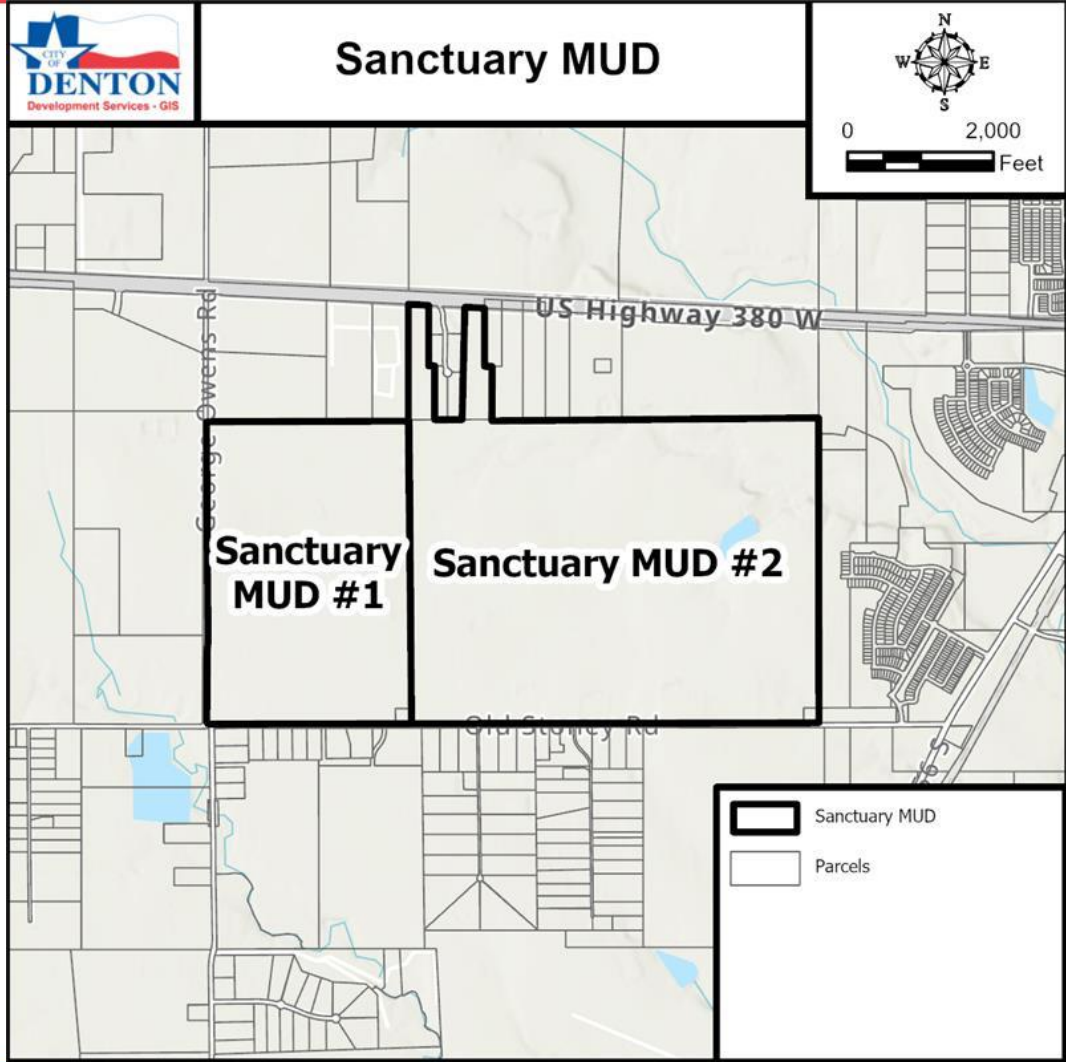 CITY
OF
DENTON
Development Services - GIS
Sanctuary MUD
N
W
E
S
0
2,000
Feet
US Highway 380 W
George Owens Rd
Sanctuary
MUD #1
Sanctuary MUD #2
Old Stoney Rd
Sanctuary MUD
Parcels